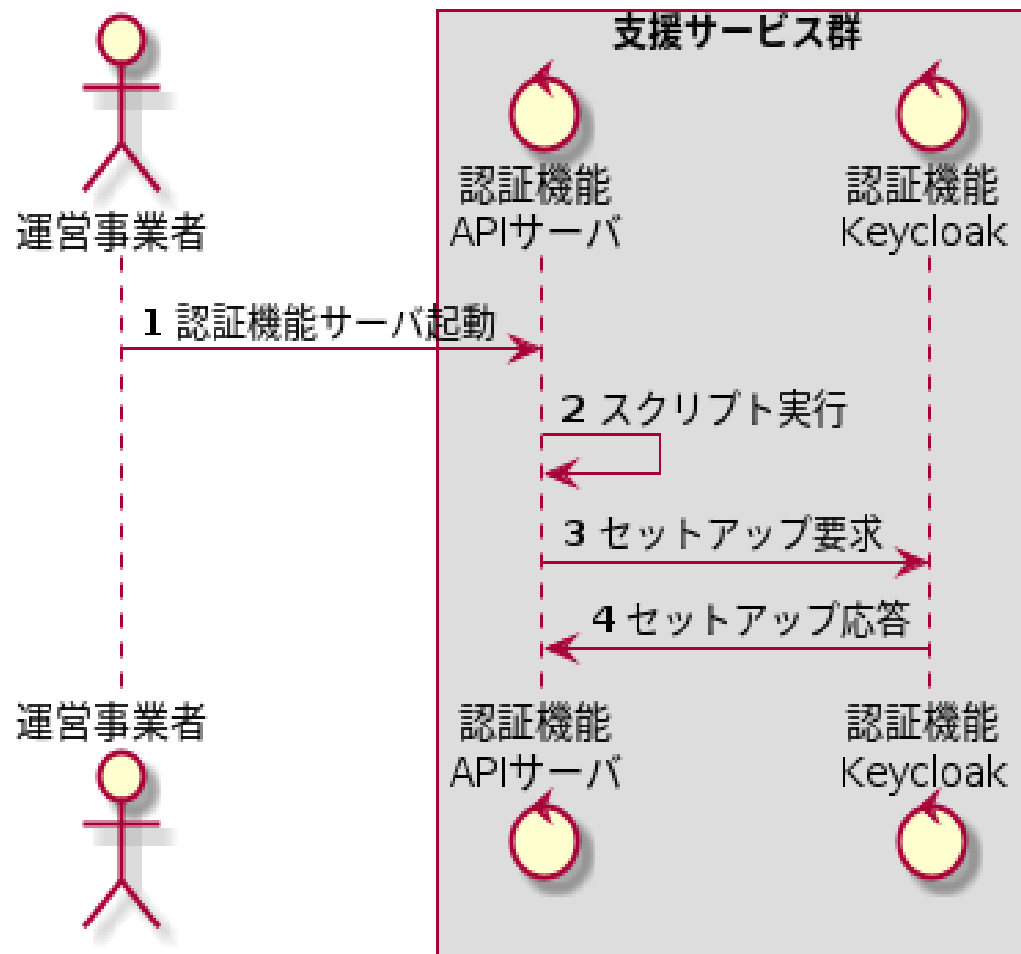 支援サービス群
運営事業者
認証機能
APIサーバ
認証機能
Keycloak
1 認証機能サーバ起動
2 スクリプト実行
3 セットアップ要求
4 セットアップ応答
運営事業者
認証機能
APIサーバ
認証機能
Keycloak